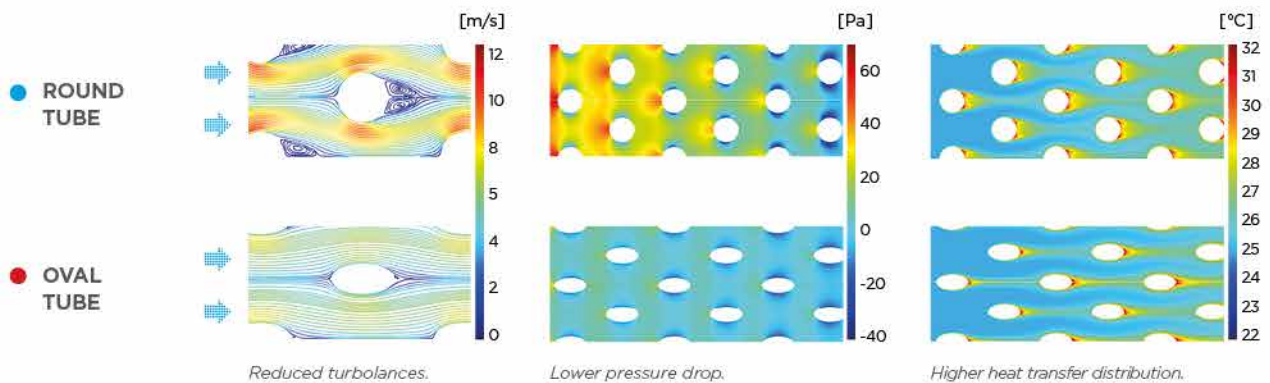 [m/s]
[Pa]
[°C]
ROUND
TUBE
12
10
8
5
4
2
0
60
40
20
0
-20
-40
32
31
30
29
28
27
26
25
24
23
22
OVAL
TUBE
Reduced turbolances.
Lower pressure drop.
Higher heat transfer distribution.